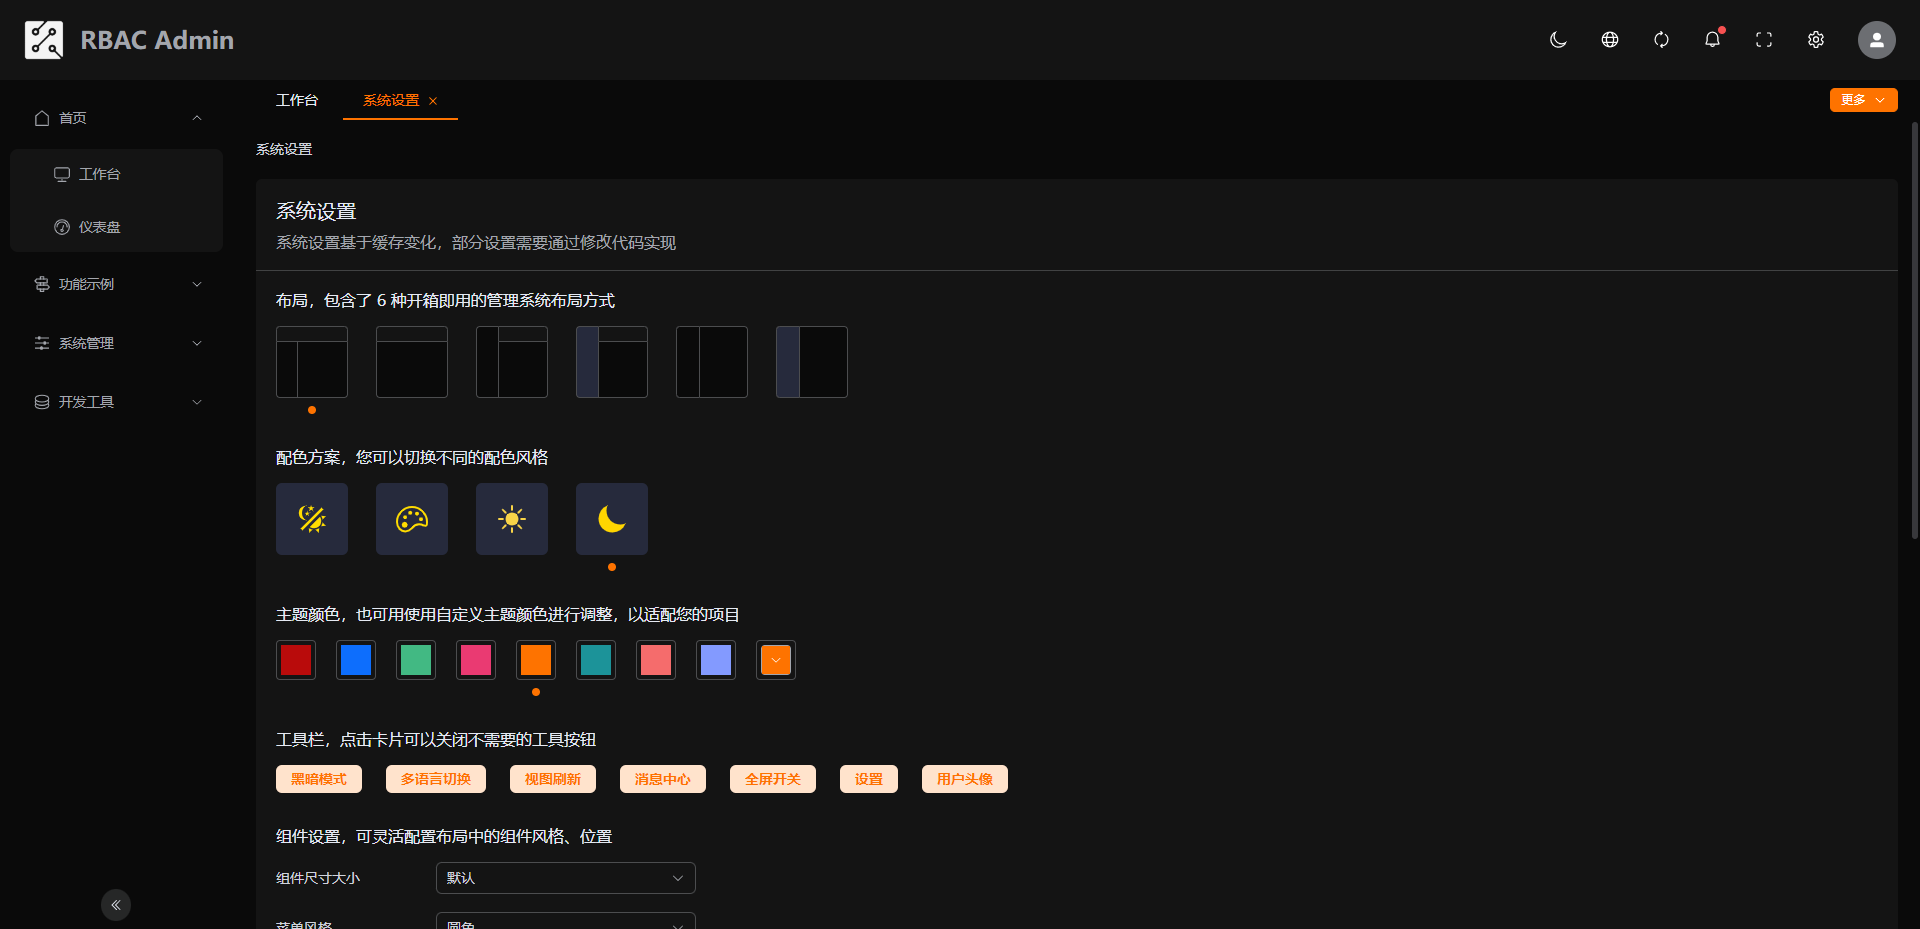 RBAC Admin
首页
工作台
仪表盘
功能示例
系统管理
开发工具
工作台
系统设置
更多
系统设置
系统设置
系统设置基于缓存变化，部分设置需要通过修改代码实现
布局，包含了 6 种开箱即用的管理系统布局方式
配色方案，您可以切换不同的配色风格
主题颜色，也可用使用自定义主题颜色进行调整，以适配您的项目
工具栏，点击卡片可以关闭不需要的工具按钮
黑暗模式
多语言切换
视图刷新
消息中心
全屏开关
设置
用户头像
组件设置，可灵活配置布局中的组件风格、位置
组件尺寸大小
默认
菜单风格
圆角